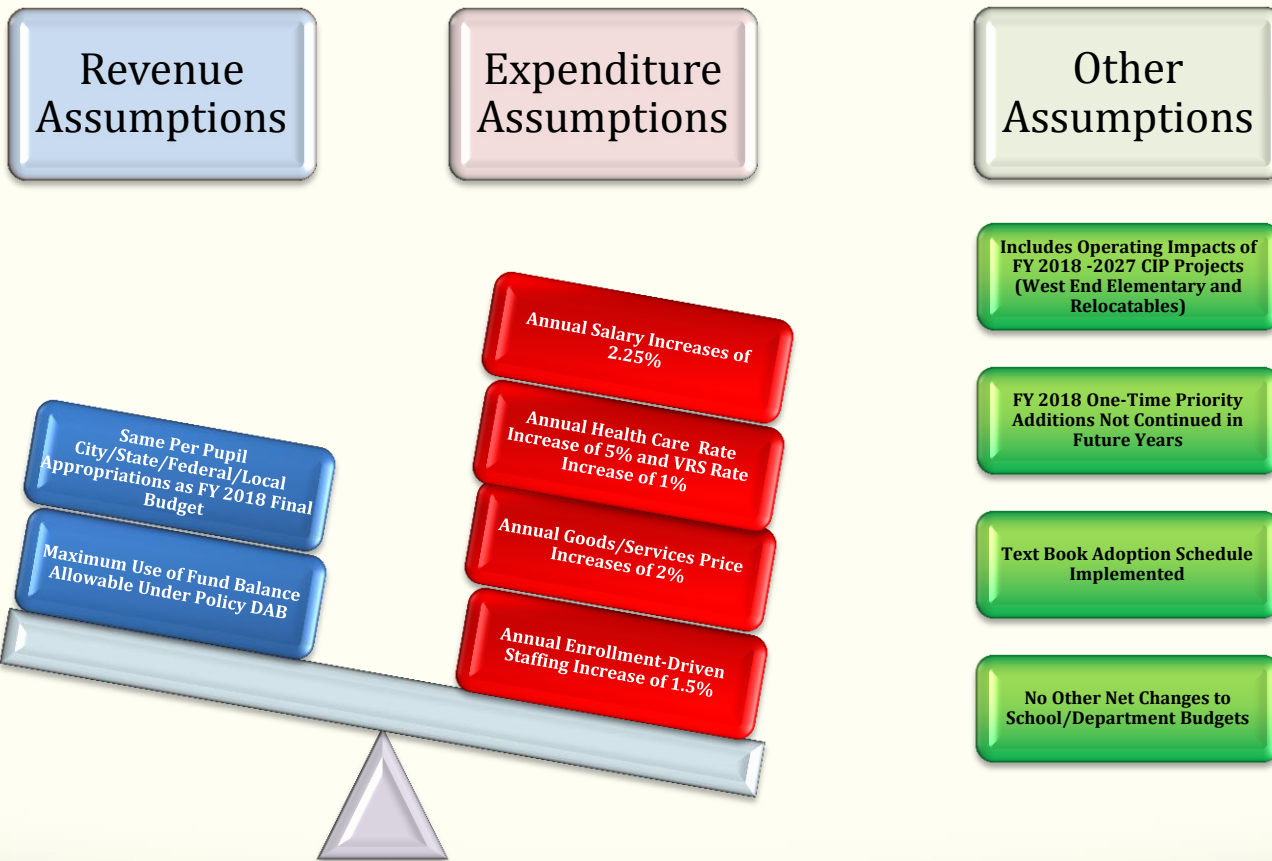 Revenue
Assumptions
Expenditure
Assumptions
Other
Assumptions
Same Per Pupil
City/State/Federal/Local
Appropriations as FY 2018 Final
Budget
Maximum Use of Fund Balance
Allowable Under Policy DAB
Annual Salary Increases of
2.25%
Annual Health Care Rate
Increase of 5% and VRS Rate
Increase of 1%
Annual Goods/Services Price
Increases of 2%
Annual Enrollment-Driven
Staffing Increase of 1.5%
Includes Operating Impacts of
FY 2018 -2027 CIP Projects
(West End Elementary and
Relocatables)
FY 2018 One-Time Priority
Additions Not Continued in
Future Years
Text Book Adoption Schedule
Implemented
No Other Net Changes to
School/Department Budgets